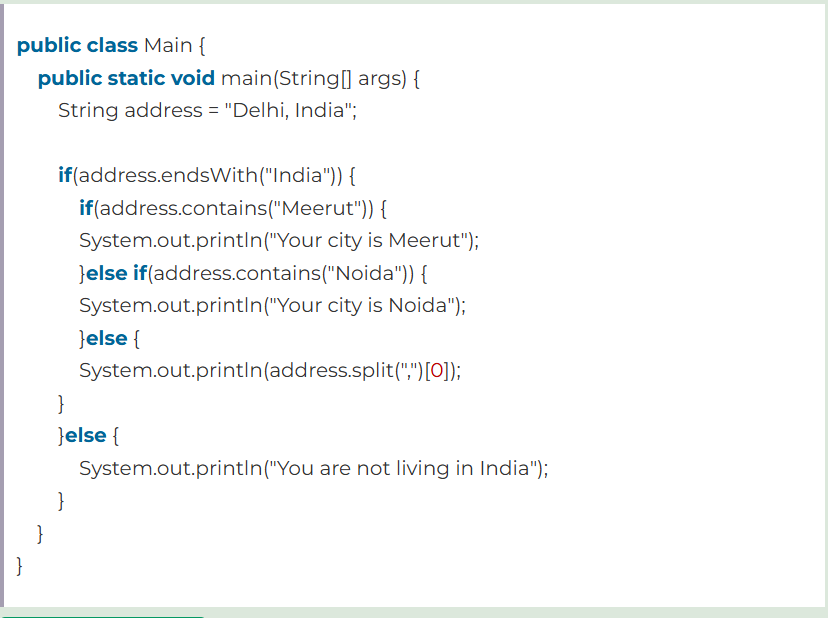 public class Main {
public static void main(String[] args) {
String address = "Delhi, India";
if(address.endsWith("India")) {
if(address.contains("Meerut")) {
System.out.println("Your city is Meerut");
}else if(address.contains("Noida")) {
System.out.println("Your city is Noida");
}else {
System.out.println(address.split(",")[0]);
}
}else {
System.out.println("You are not living in India");
}
}
}